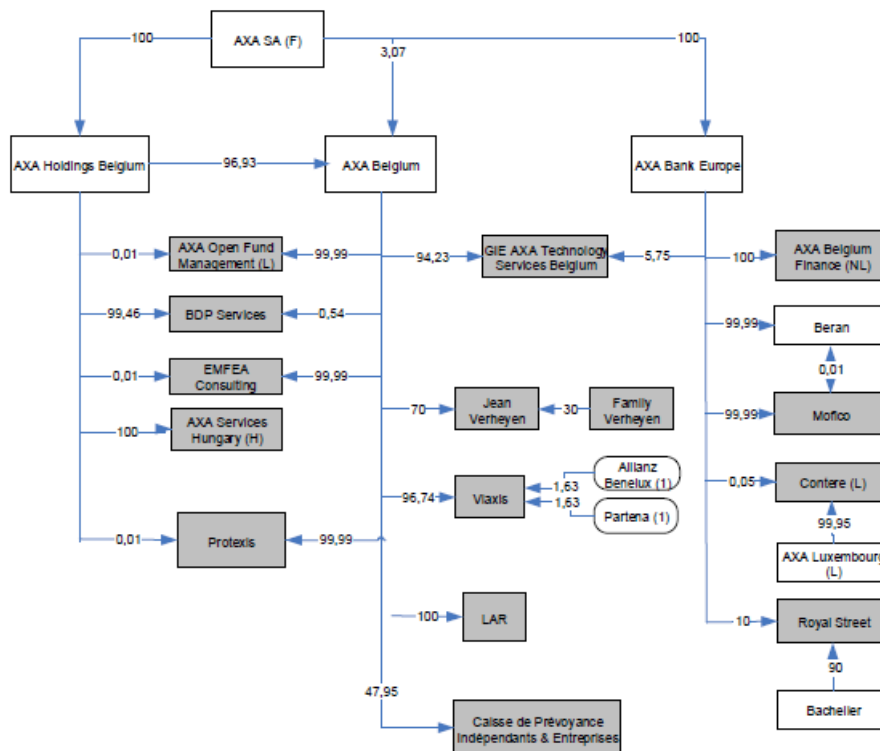 100
AXA SA (F)
3,07
100
AXA Holdings Belgium
96,93
AXA Belgium
AXA Bank Europe
0,01
AXA Open Fund
Management (L)
99,99
94,23
GIE AXA Technology
Services Belgium
5,75
100
AXA Belgium
Finance (NL)
99,46
BDP Services
0,54
99,99
Beran
0,01
0,01
EMFEA
Consulting
99,99
70
Jean
Verheyen
30
Family
Verheyen
99,99
Mofico
100
AXA Services
Hungary (H)
96,74
Viaxis
1,63
1,63
Allianz
Benelux (1)
Partena (1)
0,05
Contere (L)
99,95
AXA Luxembourg
(L)
0,01
Protexis
99,99
100
LAR
10
Royal Street
90
Bachelier
47,95
Caisse de Prévoyance
Indépendants & Entreprises